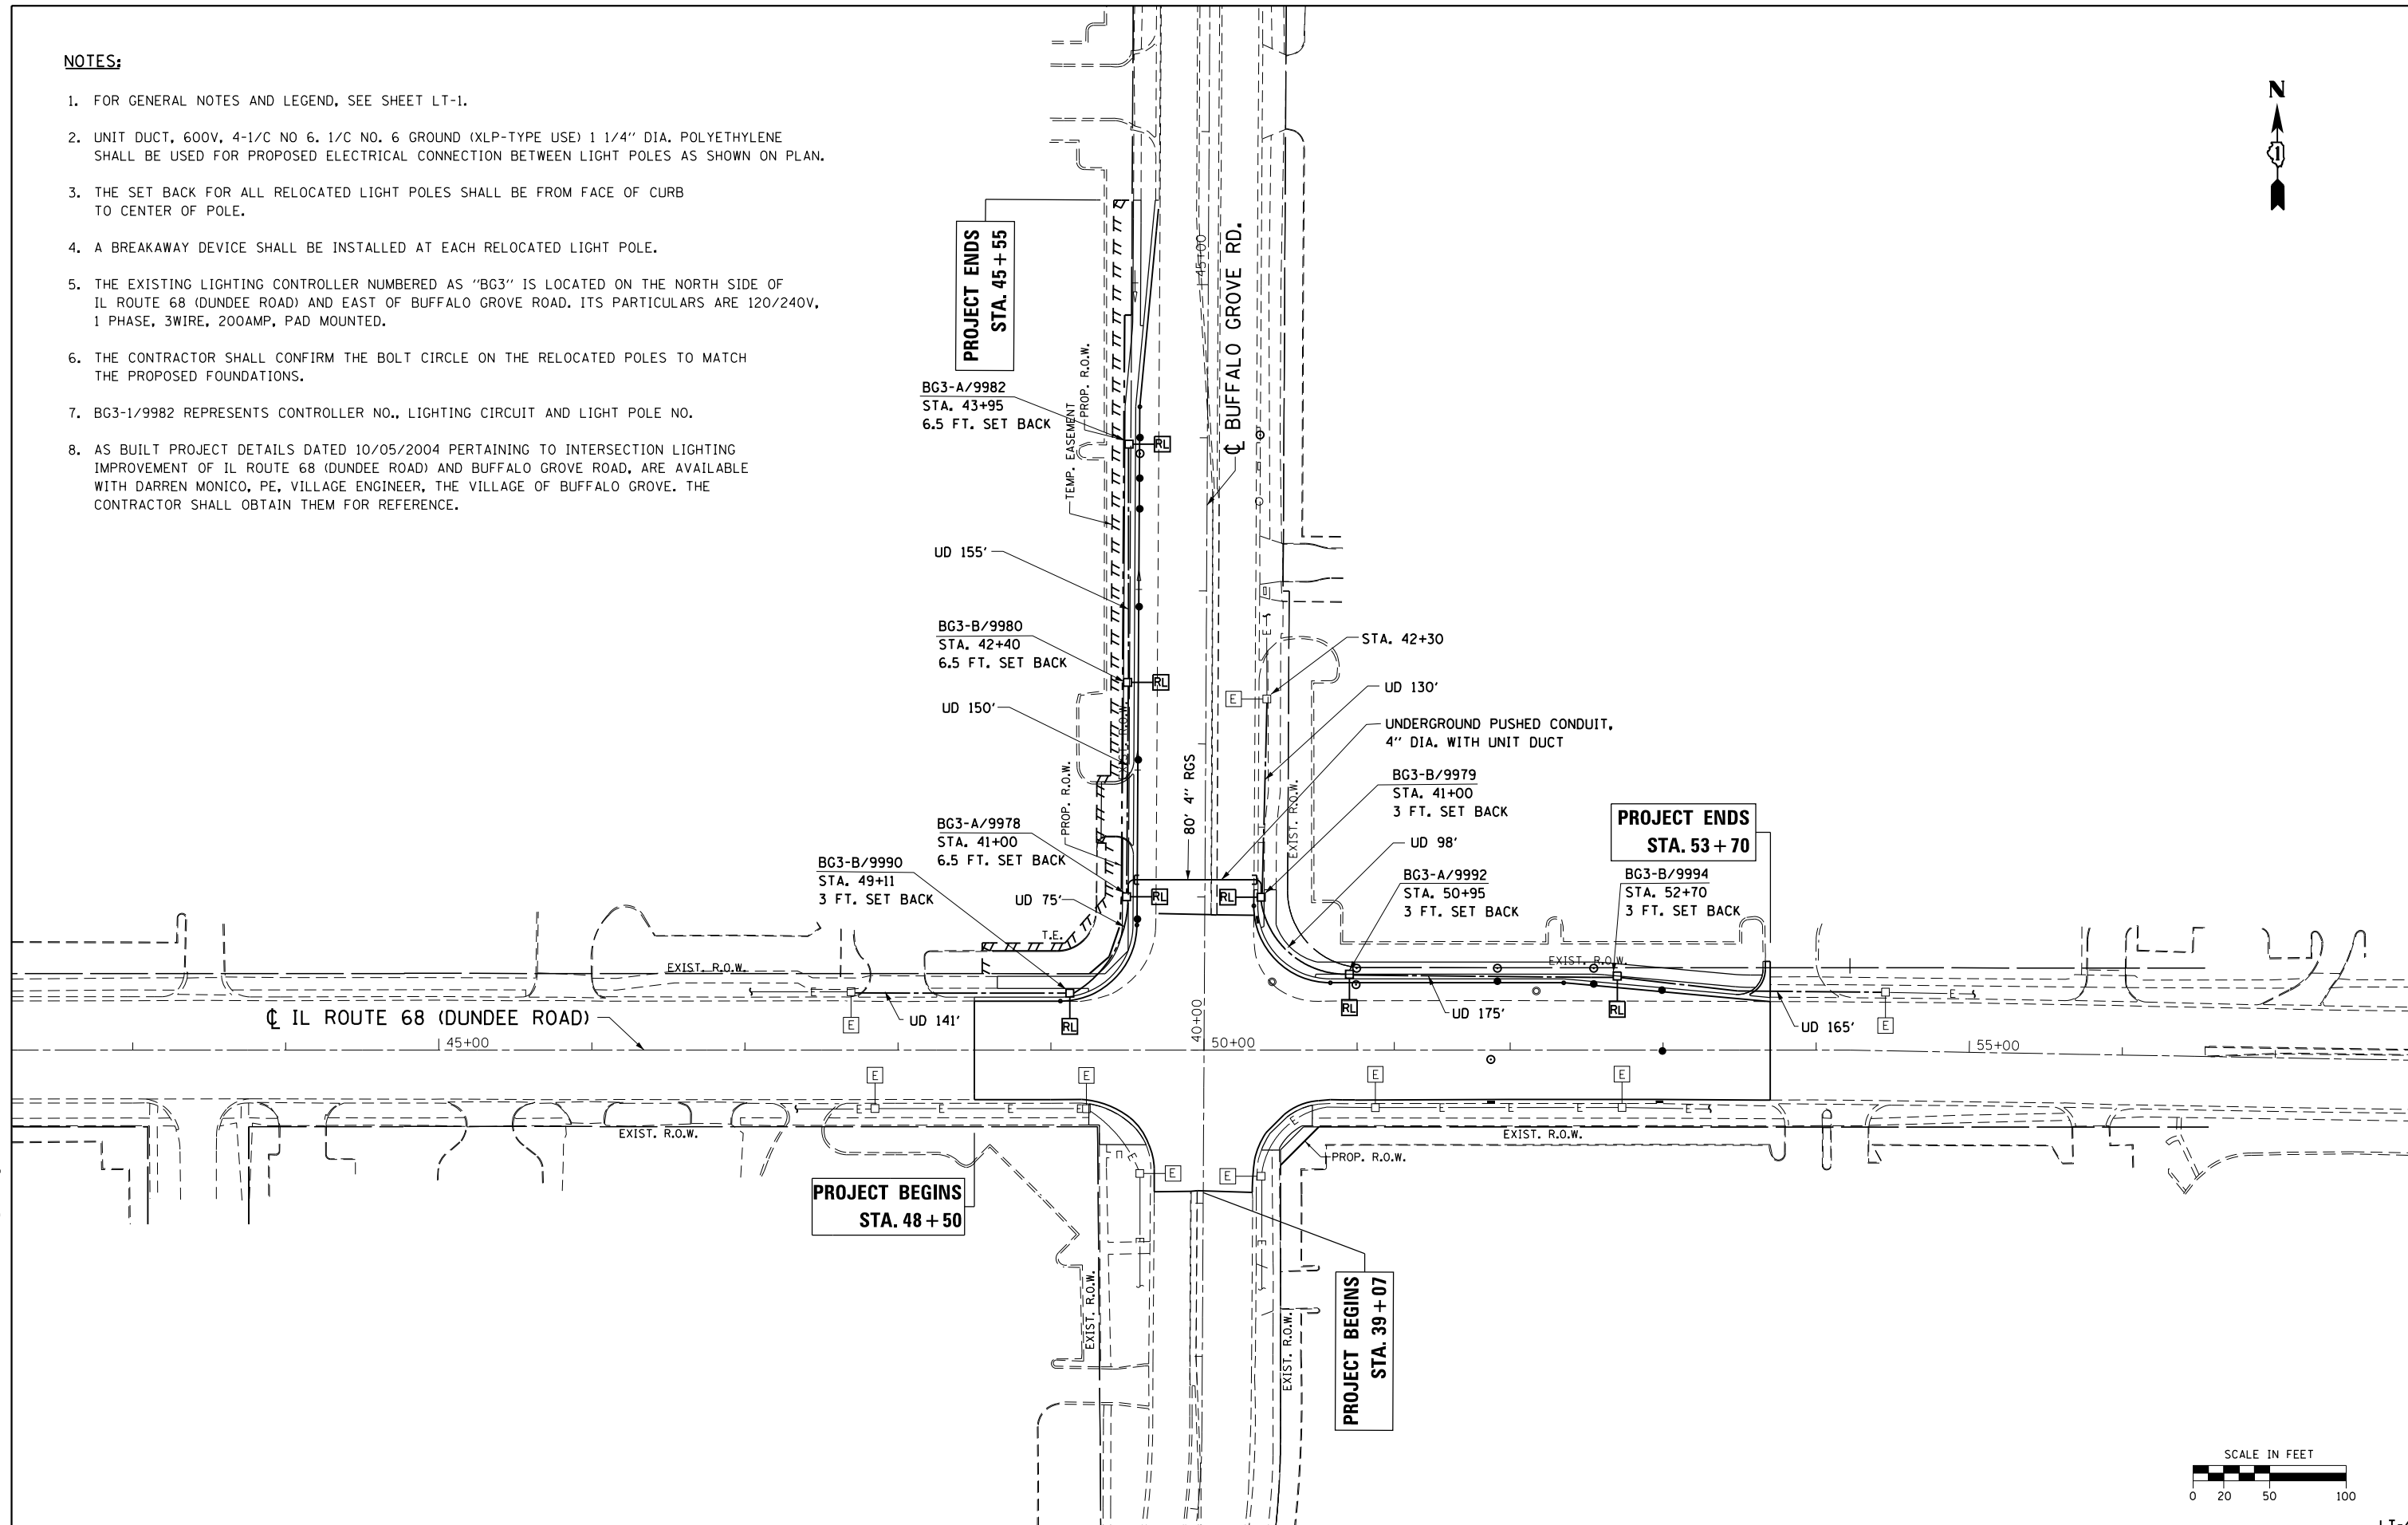 NOTES:
1. FOR GENERAL NOTES AND LEGEND, SEE SHEET LT-1.
2. UNIT DUCT, 600V, 4-1/C NO 6. 1/C NO. 6 GROUND (XLP-TYPE USE) 1 1/4'' DIA. POLYETHYLENE
SHALL BE USED FOR PROPOSED ELECTRICAL CONNECTION BETWEEN LIGHT POLES AS SHOWN ON PLAN.
3. THE SET BACK FOR ALL RELOCATED LIGHT POLES SHALL BE FROM FACE OF CURB
TO CENTER OF POLE.
4. A BREAKAWAY DEVICE SHALL BE INSTALLED AT EACH RELOCATED LIGHT POLE.
5. THE EXISTING LIGHTING CONTROLLER NUMBERED AS ''BG3'' IS LOCATED ON THE NORTH SIDE OF
IL ROUTE 68 (DUNDEE ROAD) AND EAST OF BUFFALO GROVE ROAD. ITS PARTICULARS ARE 120/240V,
1 PHASE, 3WIRE, 200AMP, PAD MOUNTED.
6. THE CONTRACTOR SHALL CONFIRM THE BOLT CIRCLE ON THE RELOCATED POLES TO MATCH
THE PROPOSED FOUNDATIONS.
7. BG3-1/9982 REPRESENTS CONTROLLER NO., LIGHTING CIRCUIT AND LIGHT POLE NO.
8. AS BUILT PROJECT DETAILS DATED 10/05/2004 PERTAINING TO INTERSECTION LIGHTING
IMPROVEMENT OF IL ROUTE 68 (DUNDEE ROAD) AND BUFFALO GROVE ROAD, ARE AVAILABLE
WITH DARREN MONICO, PE, VILLAGE ENGINEER, THE VILLAGE OF BUFFALO GROVE. THE
CONTRACTOR SHALL OBTAIN THEM FOR REFERENCE.
N
1
PROJECT ENDS
STA. 45+55
45+00
℄ BUFFALO GROVE RD.
PROP. R.O.W.
TEMP. EASEMENT
BG3-A/9982
STA. 43+95
6.5 FT. SET BACK
RL
UD 155'
E
BG3-B/9980
STA. 42+40
6.5 FT. SET BACK
RL
STA. 42+30
E
UD 130'
UD 150'
EXIST. R.O.W.
UNDERGROUND PUSHED CONDUIT,
4'' DIA. WITH UNIT DUCT
80' 4'' RGS
PROP. R.O.W.
EXIST. R.O.W.
BG3-B/9979
STA. 41+00
3 FT. SET BACK
PROJECT ENDS
STA. 53+70
BG3-A/9978
STA. 41+00
6.5 FT. SET BACK
UD 98'
BG3-B/9990
STA. 49+11
3 FT. SET BACK
UD 75'
RL
RL
BG3-A/9992
STA. 50+95
3 FT. SET BACK
BG3-B/9994
STA. 52+70
3 FT. SET BACK
T.E.
EXIST. R.O.W.
EXIST. R.O.W.
E
E
E
E
℄ IL ROUTE 68 (DUNDEE ROAD)
UD 141'
RL
RL
UD 175'
RL
UD 165'
45+00
40+00
50+00
55+00
E
E
E
E
E
E
E
E
E
E
E
E
E
EXIST. R.O.W.
EXIST. R.O.W.
PROP. R.O.W.
E
E
E
PROJECT BEGINS
STA. 48+50
E
E
EXIST. R.O.W.
EXIST. R.O.W.
PROJECT BEGINS
STA. 39+07
SCALE IN FEET
0 20 50 100